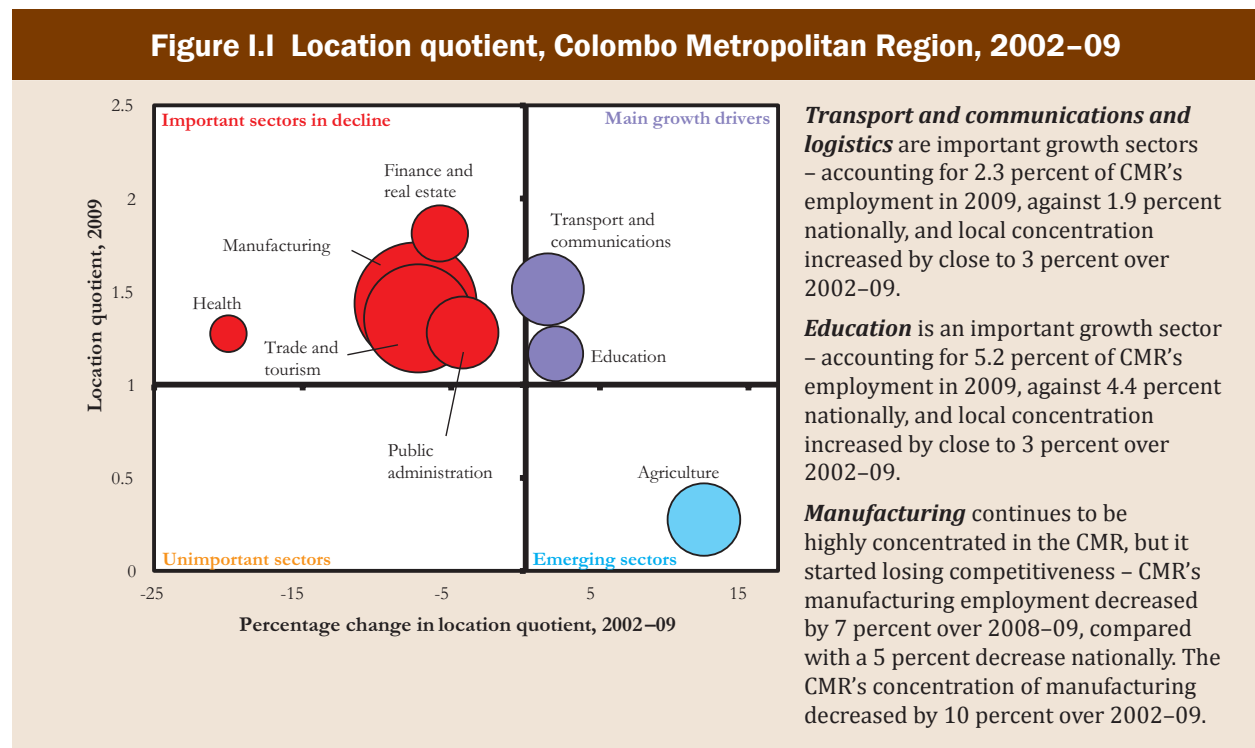 Figure I.I Location quotient, Colombo Metropolitan Region, 2002–09
2.5
2
1.5
1
0.5
0
Location quotient, 2009
Important sectors in decline
Main growth drivers
Finance and
real estate
Transport and
communications
Manufacturing
Health
Trade and
tourism
Education
Public
administration
Agriculture
Unimportant sectors
Emerging sectors
-25
-15
-5
5
15
Percentage change in location quotient, 2002–09
Transport and communications and
logistics are important growth sectors
– accounting for 2.3 percent of CMR’s
employment in 2009, against 1.9 percent
nationally, and local concentration
increased by close to 3 percent over
2002–09.
Education is an important growth sector
– accounting for 5.2 percent of CMR’s
employment in 2009, against 4.4 percent
nationally, and local concentration
increased by close to 3 percent over
2002–09.
Manufacturing continues to be
highly concentrated in the CMR, but it
started losing competitiveness – CMR’s
manufacturing employment decreased
by 7 percent over 2008–09, compared
with a 5 percent decrease nationally. The
CMR’s concentration of manufacturing
decreased by 10 percent over 2002–09.